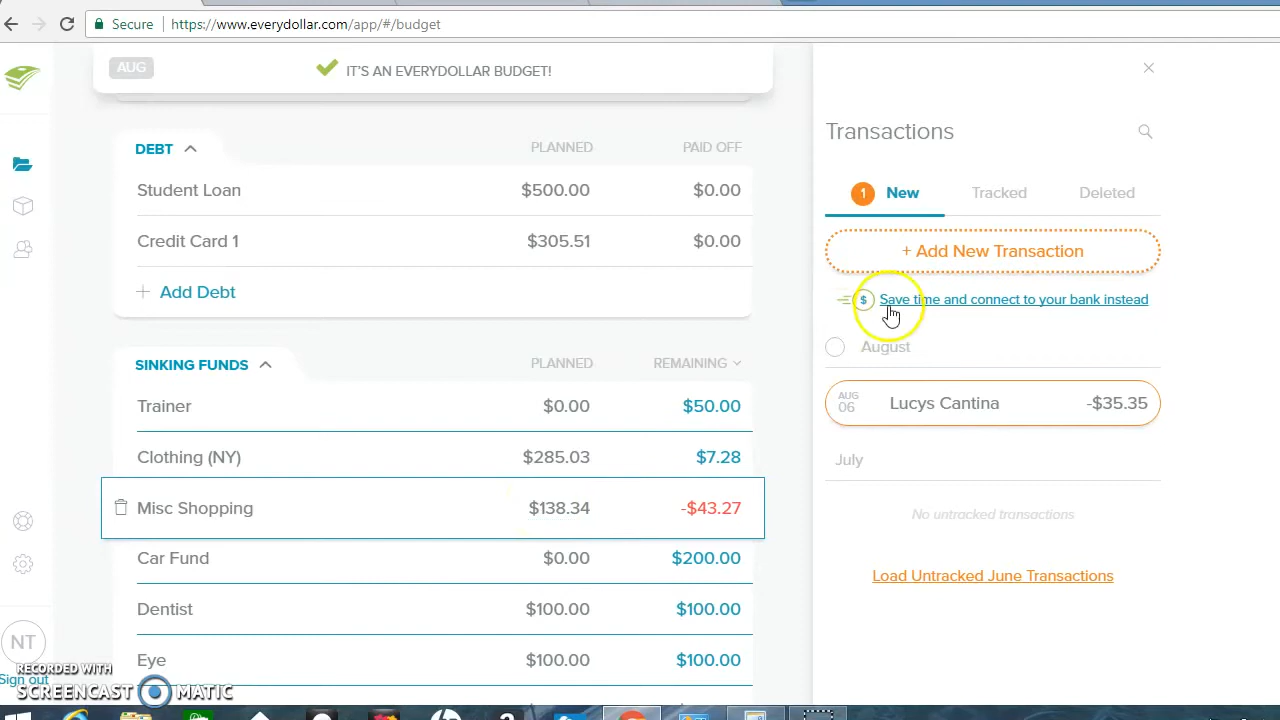 Secure https://www.everydollar.com/app/#/budget
AUG
IT'S AN EVERYDOLLAR BUDGET!
DEBT PLANNED PAID OFF
Student Loan $500.00 $0.00
Credit Card 1 $305.51 $0.00
+ Add Debt
SINKING FUNDS PLANNED REMAINING
Trainer $0.00 $50.00
Clothing (NY) $285.03 $7.28
Misc Shopping $138.34 -$43.27
Car Fund $0.00 $200.00
Dentist $100.00 $100.00
Eye $100.00 $100.00
NT
Sign out
Transactions
1 New Tracked Deleted
+ Add New Transaction
$ Save time and connect to your bank instead
August
AUG 06 Lucys Cantina -$35.35
July
No untracked transactions
Load Untracked June Transactions
RECORDED WITH
SCREENCAST MATIC